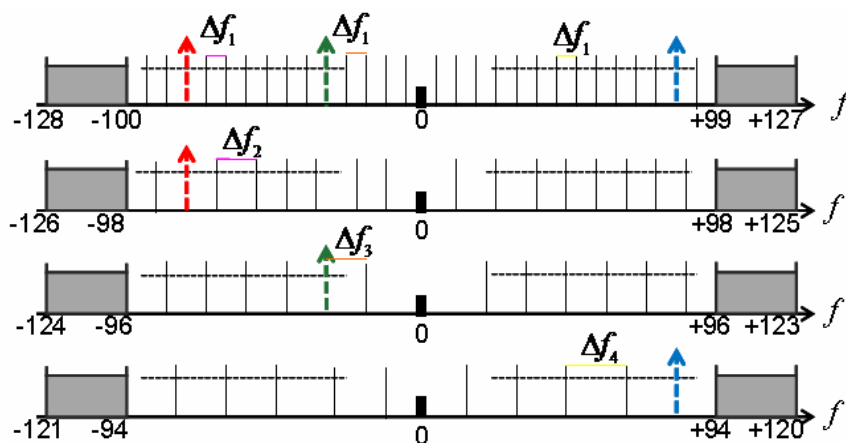 Δf₁ Δf₁ Δf₁
-128 -100 0 +99 +127 f
Δf₂
-126 -98 0 +98 +125 f
Δf₃
-124 -96 0 +96 +123 f
Δf₄
-121 -94 0 +94 +120 f